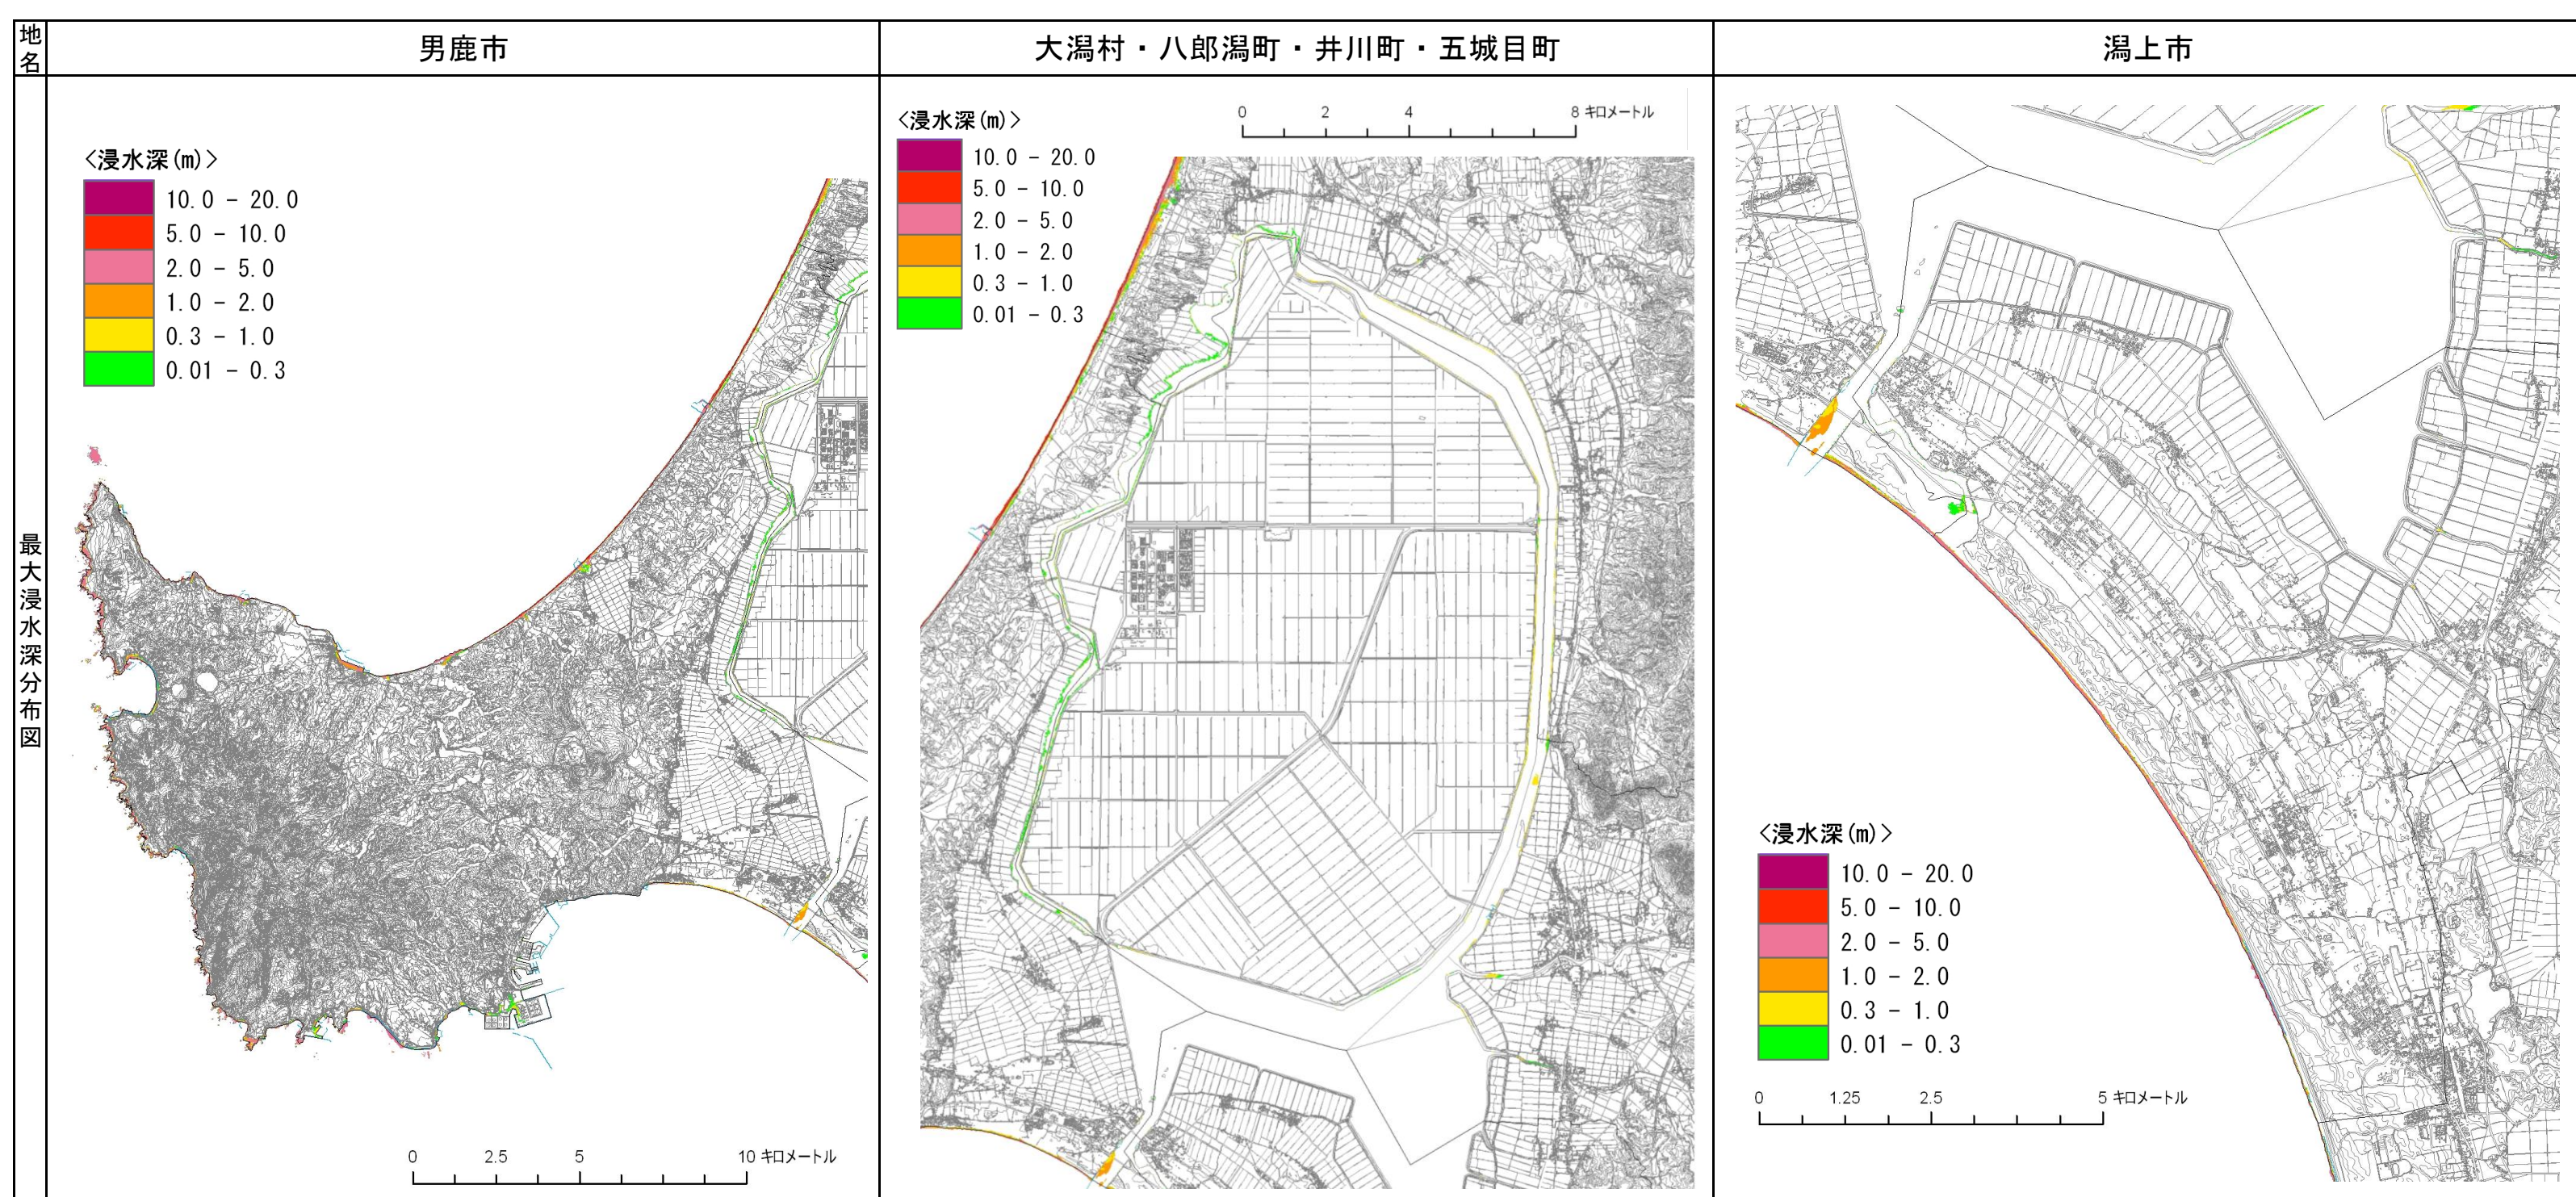 地名
男鹿市
大潟村・八郎潟町・井川町・五城目町
潟上市
最大浸水深分布図
<浸水深(m)>
10.0 - 20.0
5.0 - 10.0
2.0 - 5.0
1.0 - 2.0
0.3 - 1.0
0.01 - 0.3
0 2.5 5 10 キロメートル
<浸水深(m)>
10.0 - 20.0
5.0 - 10.0
2.0 - 5.0
1.0 - 2.0
0.3 - 1.0
0.01 - 0.3
0 2 4 8 キロメートル
<浸水深(m)>
10.0 - 20.0
5.0 - 10.0
2.0 - 5.0
1.0 - 2.0
0.3 - 1.0
0.01 - 0.3
0 1.25 2.5 5 キロメートル